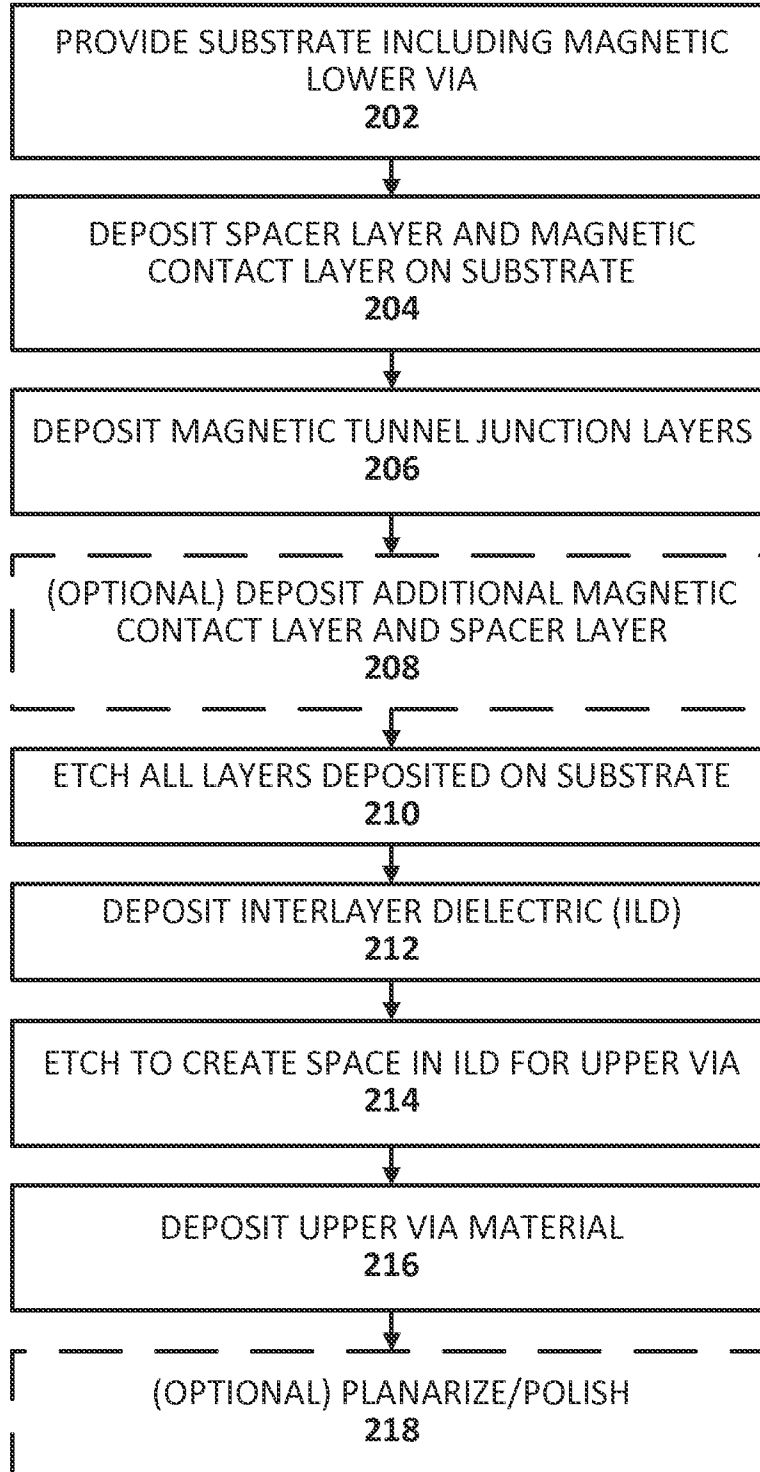 PROVIDE SUBSTRATE INCLUDING MAGNETIC
LOWER VIA
202
DEPOSIT SPACER LAYER AND MAGNETIC
CONTACT LAYER ON SUBSTRATE
204
DEPOSIT MAGNETIC TUNNEL JUNCTION LAYERS
206
(OPTIONAL) DEPOSIT ADDITIONAL MAGNETIC
CONTACT LAYER AND SPACER LAYER
208
ETCH ALL LAYERS DEPOSITED ON SUBSTRATE
210
DEPOSIT INTERLAYER DIELECTRIC (ILD)
212
ETCH TO CREATE SPACE IN ILD FOR UPPER VIA
214
DEPOSIT UPPER VIA MATERIAL
216
(OPTIONAL) PLANARIZE/POLISH
218